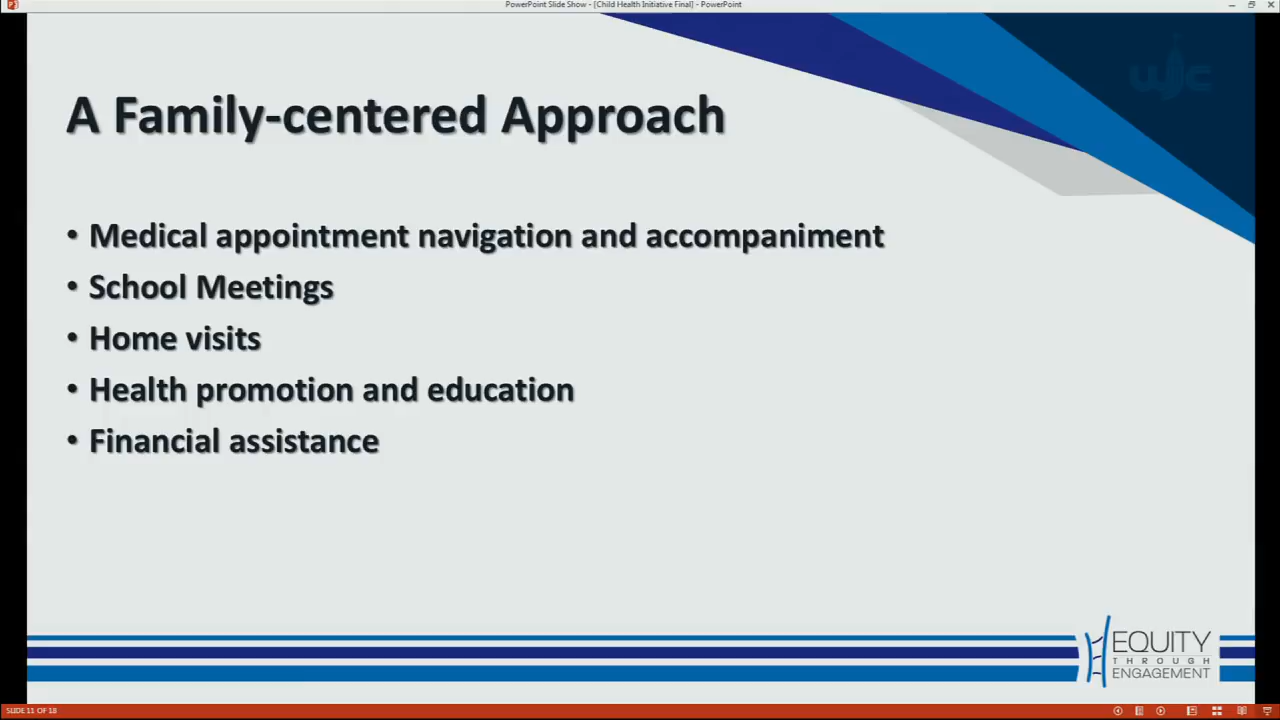 PowerPoint Slide Show - [Child Health Initiative Final] - PowerPoint
wjc
A Family-centered Approach
• Medical appointment navigation and accompaniment
• School Meetings
• Home visits
• Health promotion and education
• Financial assistance
EQUITY
THROUGH
ENGAGEMENT
SLIDE 11 OF 18